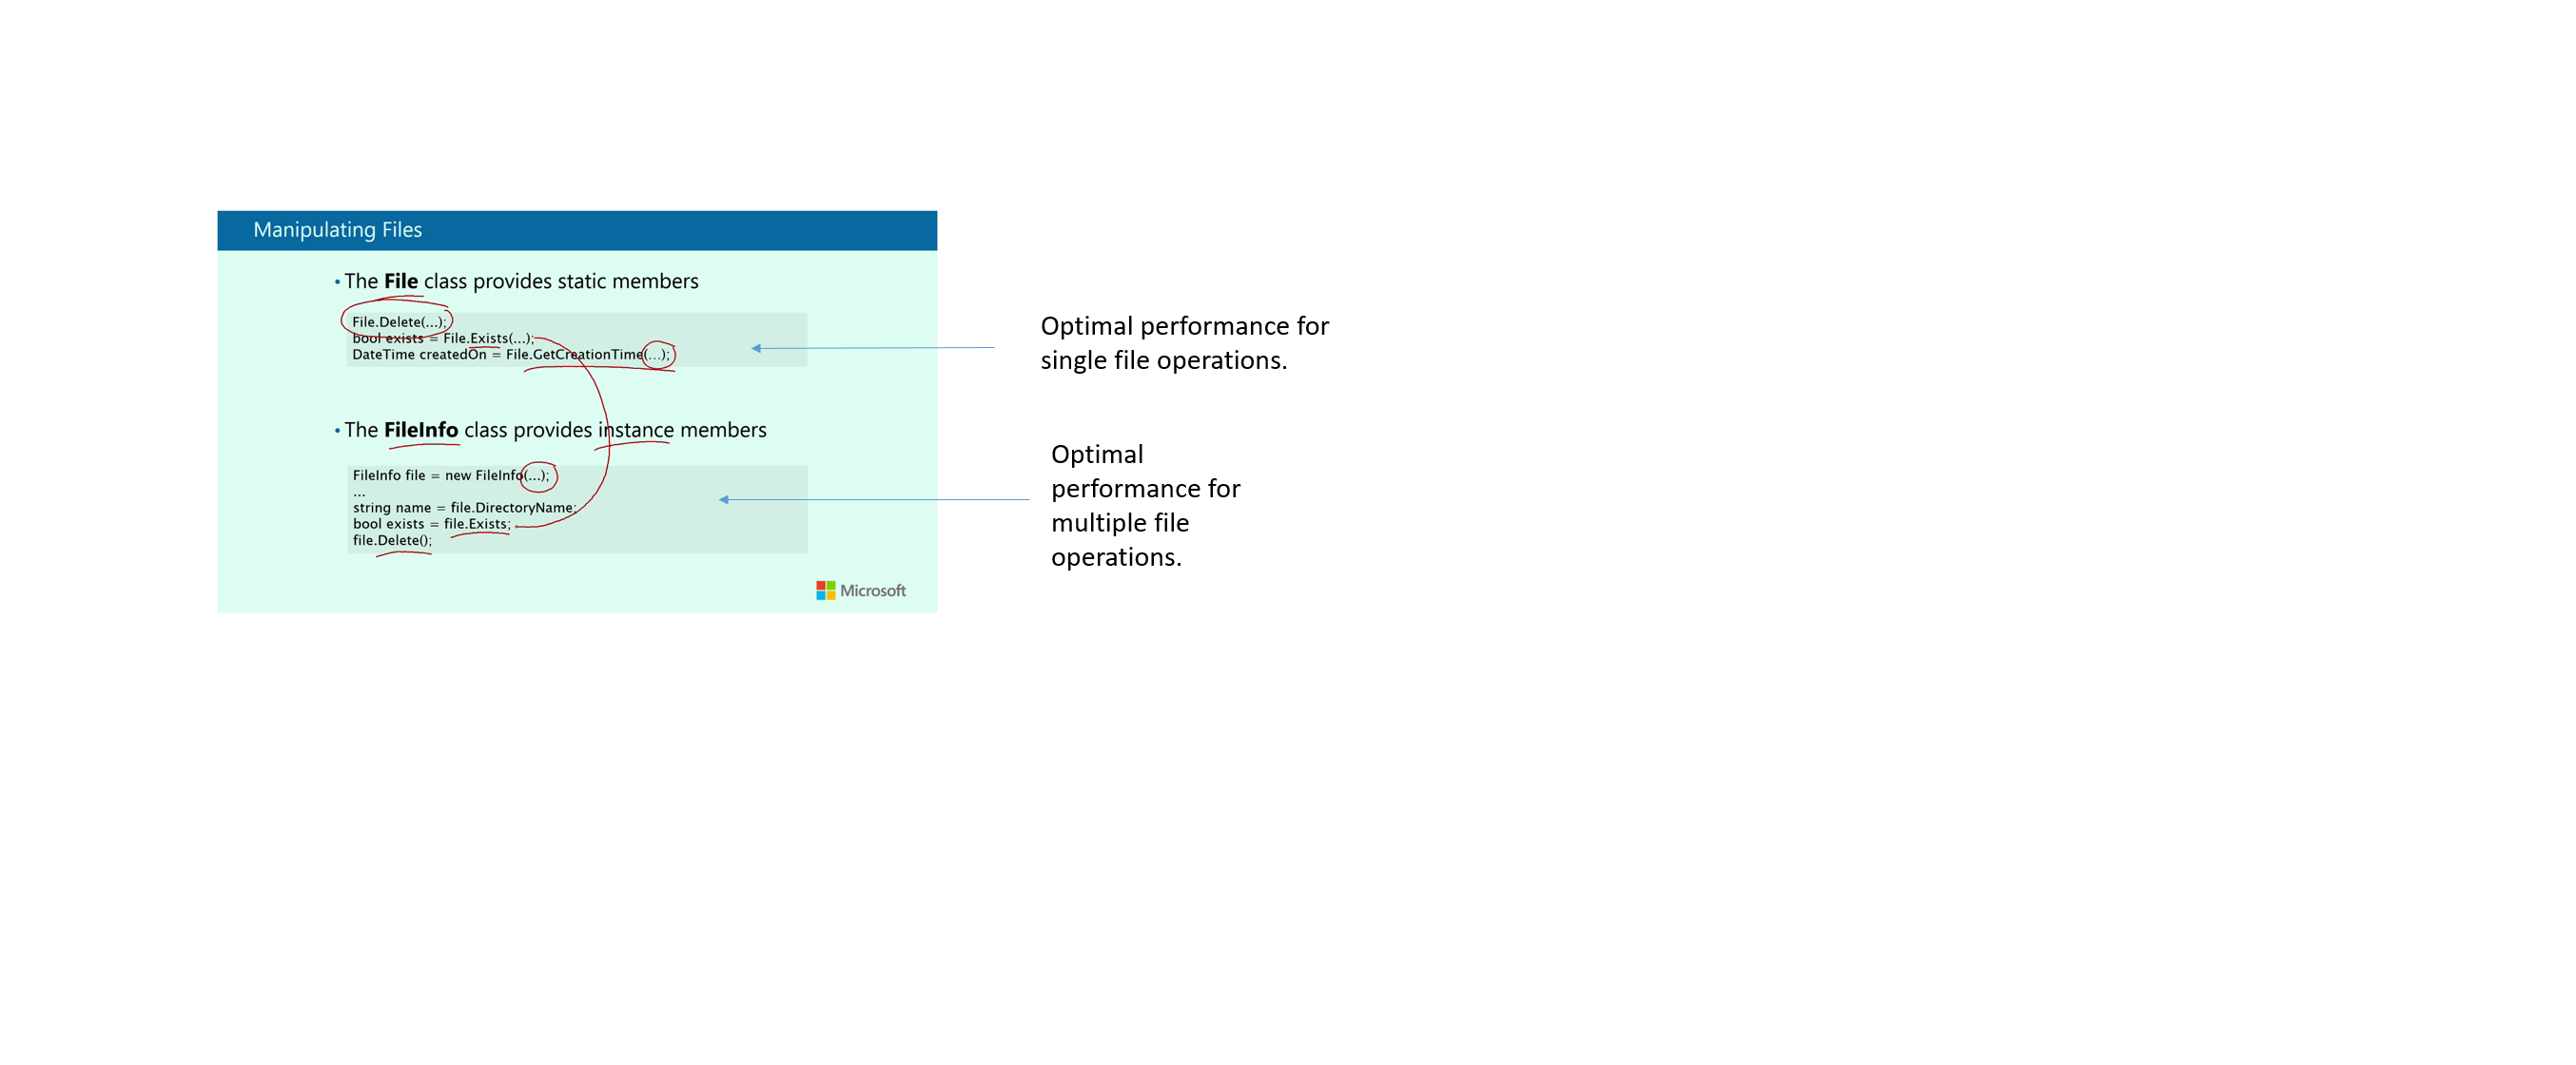 Manipulating Files
• The File class provides static members
File.Delete(...);
bool exists = File.Exists(...);
DateTime createdOn = File.GetCreationTime(...);
Optimal performance for
single file operations.
• The FileInfo class provides instance members
FileInfo file = new FileInfo(...);
...
string name = file.DirectoryName;
bool exists = file.Exists;
file.Delete();
Optimal
performance for
multiple file
operations.
Microsoft